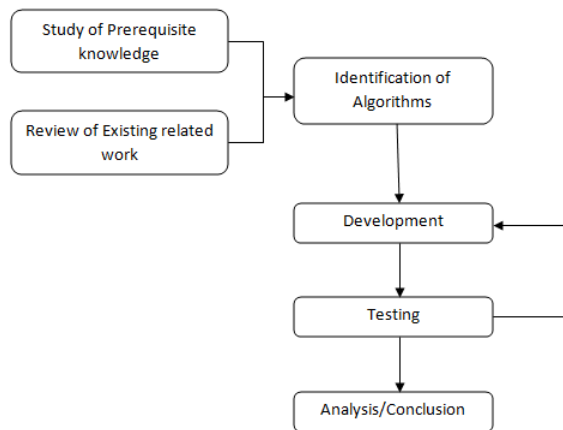 Study of Prerequisite
knowledge
Identification of
Algorithms
Review of Existing related
work
Development
Testing
Analysis/Conclusion